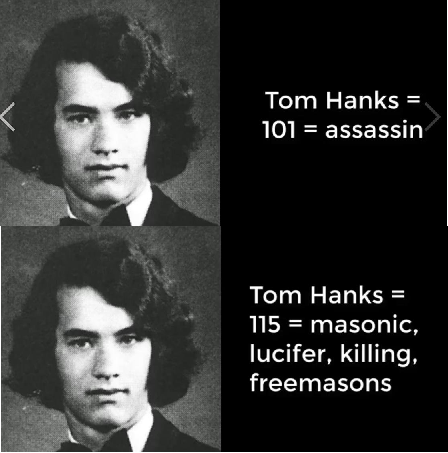 Tom Hanks =
101 = assassin
Tom Hanks =
115 = masonic,
lucifer, killing,
freemasons